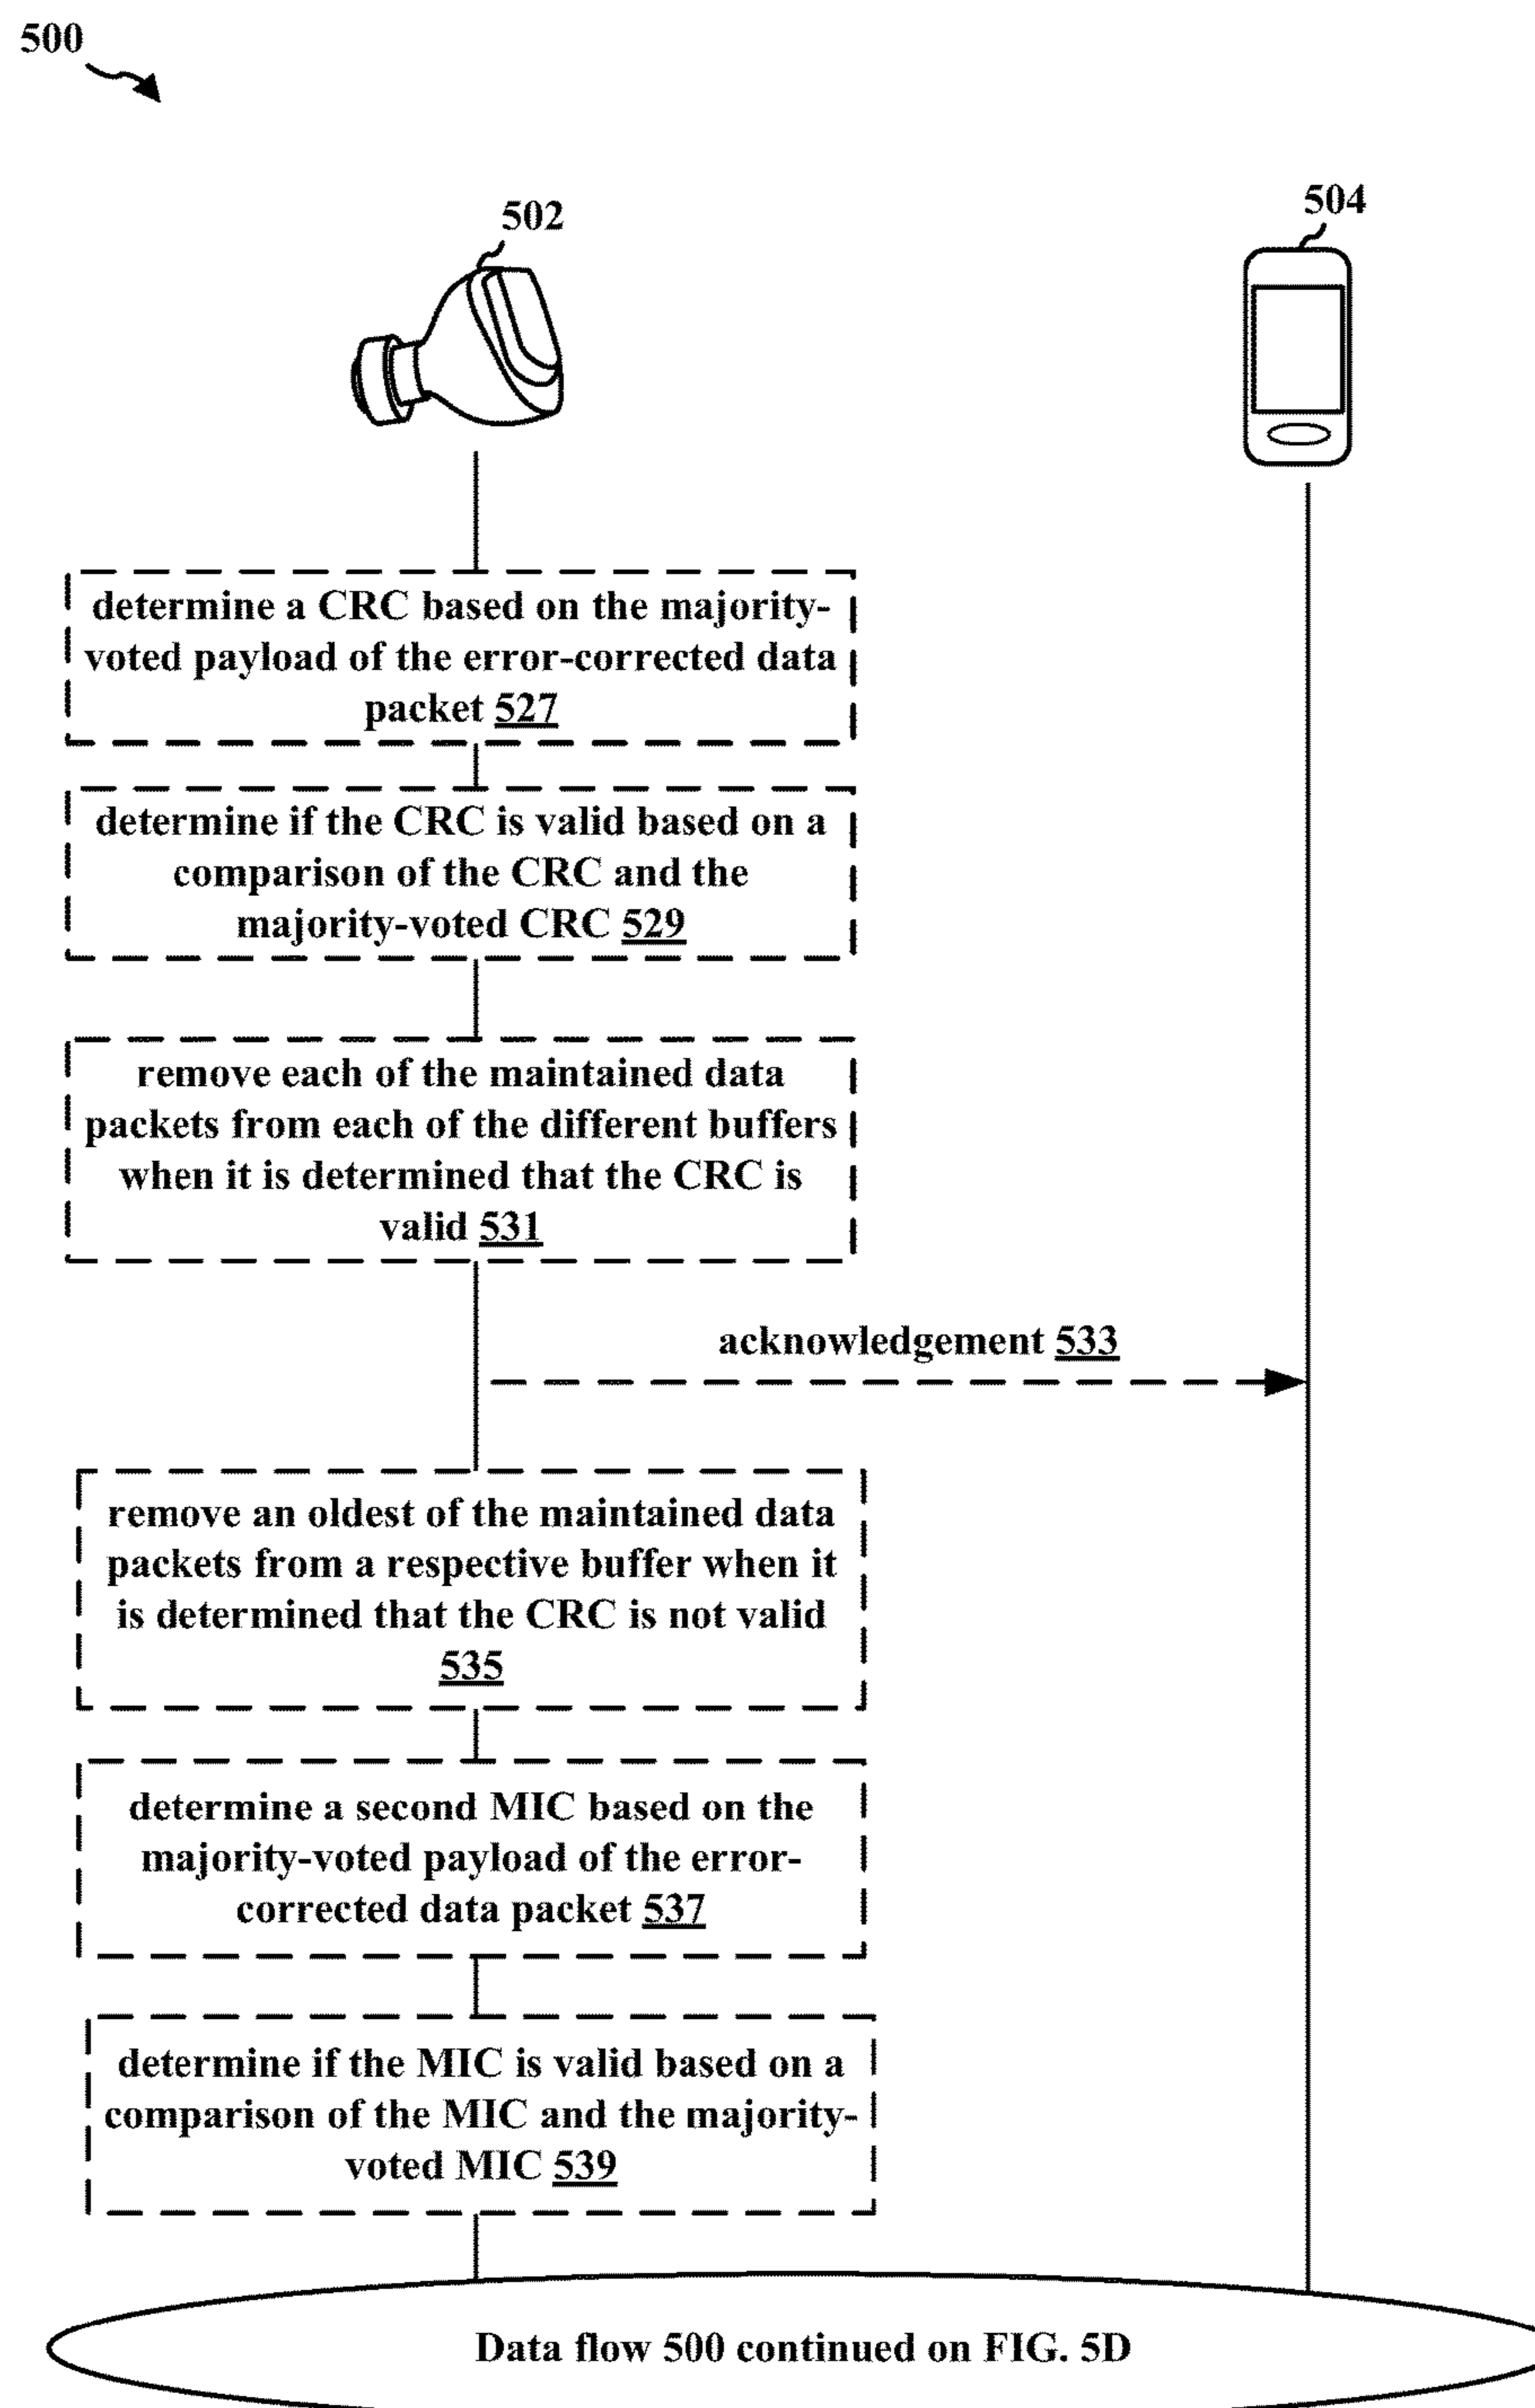 500
502
504
determine a CRC based on the majority-
voted payload of the error-corrected data
packet 527
determine if the CRC is valid based on a
comparison of the CRC and the
majority-voted CRC 529
remove each of the maintained data
packets from each of the different buffers
when it is determined that the CRC is
valid 531
acknowledgement 533
remove an oldest of the maintained data
packets from a respective buffer when it
is determined that the CRC is not valid
535
determine a second MIC based on the
majority-voted payload of the error-
corrected data packet 537
determine if the MIC is valid based on a
comparison of the MIC and the majority-
voted MIC 539
Data flow 500 continued on FIG. 5D